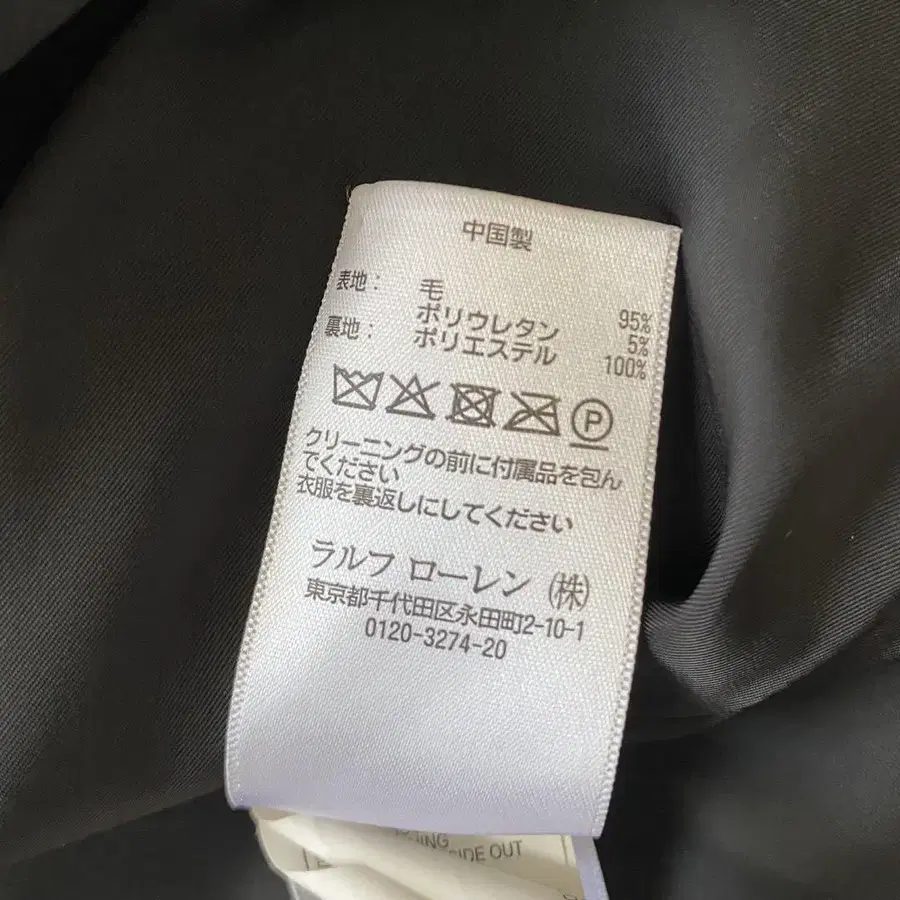 中国製
表地： 毛 95%
ポリウレタン 5%
裏地： ポリエステル 100%
P
クリーニングの前に付属品を包ん
でください
衣服を裏返しにしてください
ラルフ ローレン（株）
東京都千代田区永田町2-10-1
0120-3274-20
SIDE OUT